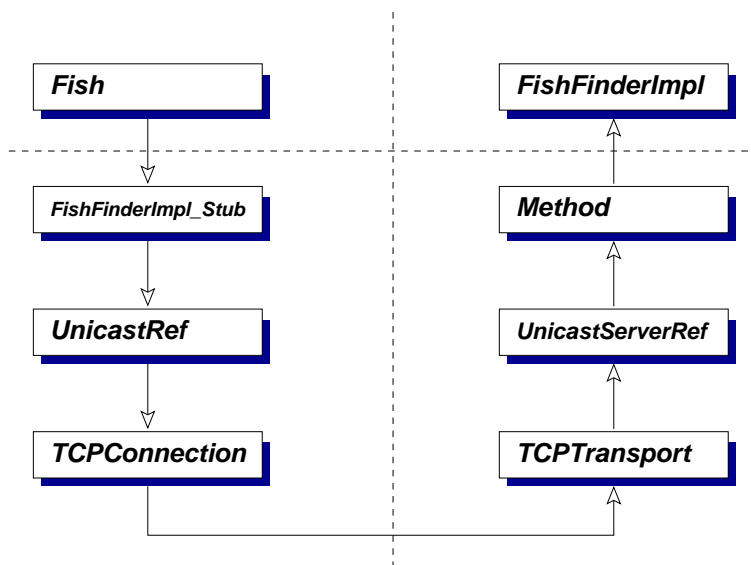 Fish
FishFinderImpl
FishFinderImpl_Stub
Method
UnicastRef
UnicastServerRef
TCPConnection
TCPTransport